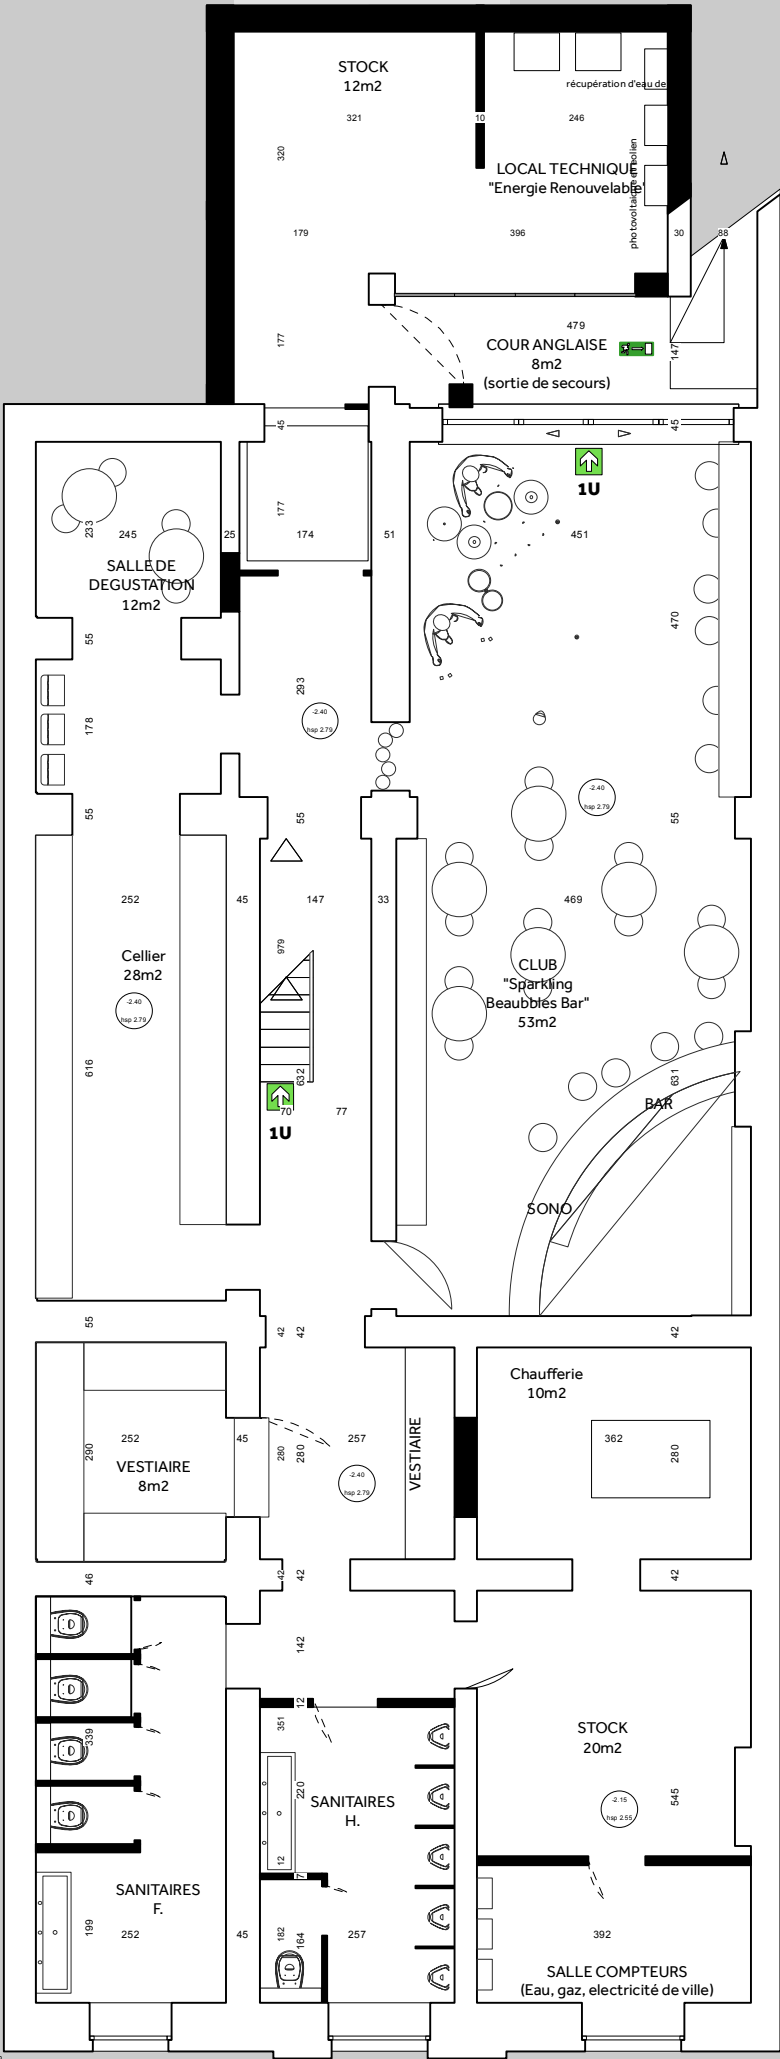 STOCK
12m2
récupération d'eau de
321
10
246
320
LOCAL TECHNIQUE
"Energie Renouvelable"
photovoltaique
179
396
30
88
177
479
COUR ANGLAISE
8m2
(sortie de secours)
147
45
45
1U
177
233
245
25
174
51
451
SALLE DE
DEGUSTATION
12m2
470
55
293
-2.40
hsp 2.79
178
-2.40
hsp 2.79
55
55
55
252
45
147
33
469
979
Cellier
28m2
-2.40
hsp 2.79
CLUB
"Sparkling
Beaubbles Bar"
53m2
616
632
631
70
77
1U
BAR
SONO
55
42
42
42
Chaufferie
10m2
252
45
257
362
290
280
280
280
VESTIAIRE
8m2
VESTIAIRE
-2.40
hsp 2.79
46
42
42
42
142
12
351
339
STOCK
20m2
220
545
SANITAIRES
H.
-2.15
hsp 2.55
12
7
SANITAIRES
F.
199
252
45
182
164
257
392
SALLE COMPTEURS
(Eau, gaz, electricité de ville)